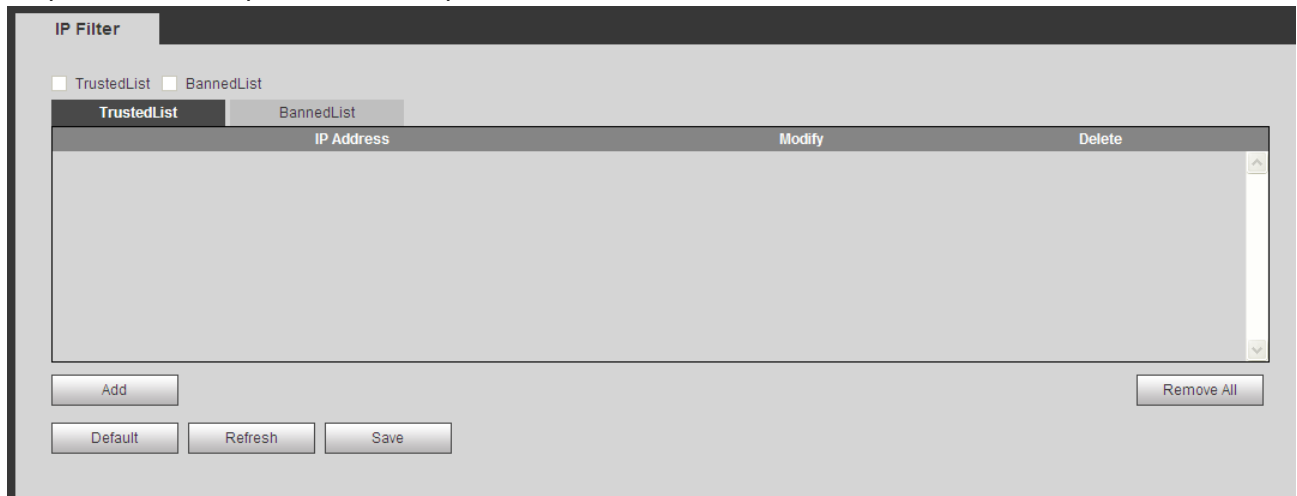 IP Filter
TrustedList BannedList
TrustedList BannedList
IP Address Modify Delete
Add Remove All
Default Refresh Save